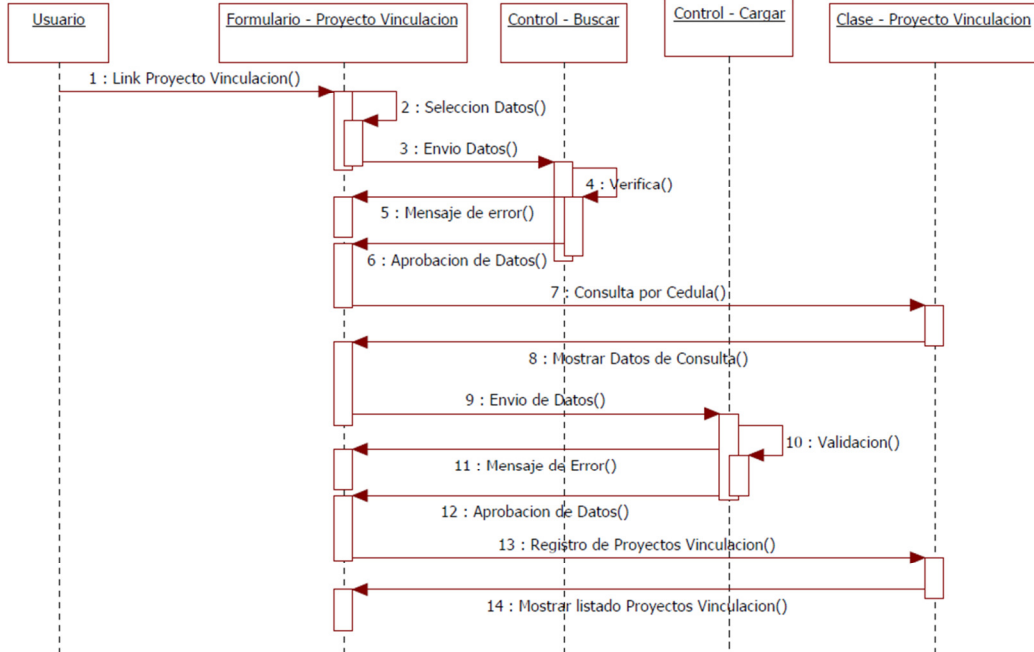 Usuario
Formulario - Proyecto Vinculacion
Control - Buscar
Control - Cargar
Clase - Proyecto Vinculacion
1 : Link Proyecto Vinculacion()
2 : Seleccion Datos()
3 : Envio Datos()
4 : Verifica()
5 : Mensaje de error()
6 : Aprobacion de Datos()
7 : Consulta por Cedula()
8 : Mostrar Datos de Consulta()
9 : Envio de Datos()
10 : Validacion()
11 : Mensaje de Error()
12 : Aprobacion de Datos()
13 : Registro de Proyectos Vinculacion()
14 : Mostrar listado Proyectos Vinculacion()